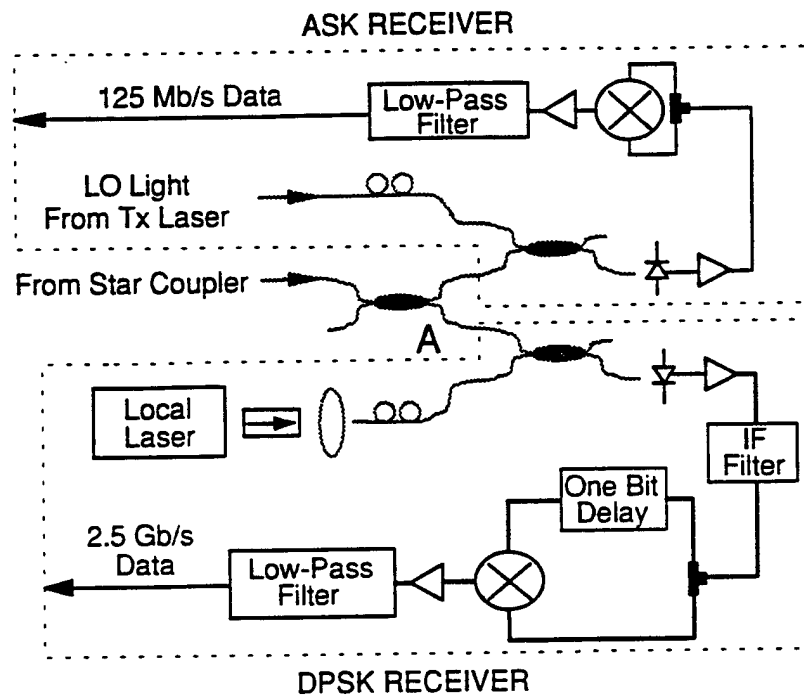 ASK RECEIVER
125 Mb/s Data
Low-Pass
Filter
LO Light
From Tx Laser
From Star Coupler
A
Local
Laser
IF
Filter
One Bit
Delay
2.5 Gb/s
Data
Low-Pass
Filter
DPSK RECEIVER